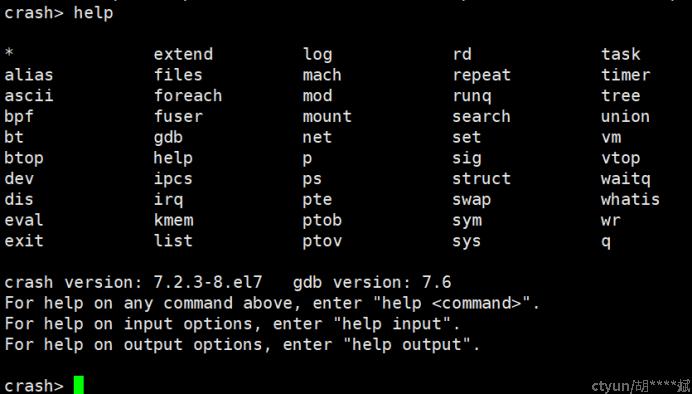 crash> help
* extend log rd task
alias files mach repeat timer
ascii foreach mod runq tree
bpf fuser mount search union
bt gdb net set vm
btop help p sig vtop
dev ipcs ps struct waitq
dis irq pte swap whatis
eval kmem ptob sym wr
exit list ptov sys q
crash version: 7.2.3-8.el7 gdb version: 7.6
For help on any command above, enter "help <command>".
For help on input options, enter "help input".
For help on output options, enter "help output".
crash>
ctyun/胡****斌